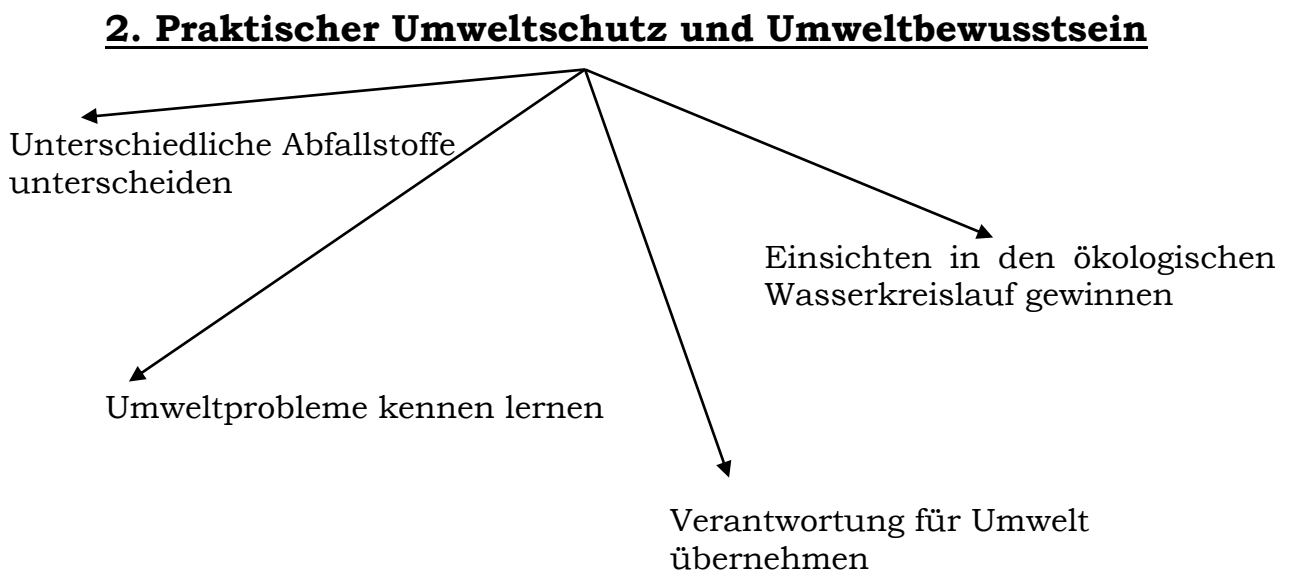 2. Praktischer Umweltschutz und Umweltbewusstsein
Unterschiedliche Abfallstoffe
unterscheiden
Einsichten in den ökologischen
Wasserkreislauf gewinnen
Umweltprobleme kennen lernen
Verantwortung für Umwelt
übernehmen